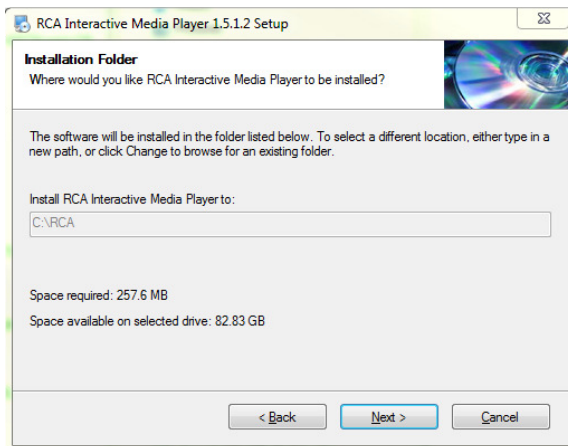 RCA Interactive Media Player 1.5.1.2 Setup
Installation Folder
Where would you like RCA Interactive Media Player to be installed?
The software will be installed in the folder listed below. To select a different location, either type in a
new path, or click Change to browse for an existing folder.
Install RCA Interactive Media Player to:
C:\RCA
Space required: 257.6 MB
Space available on selected drive: 82.83 GB
< Back
Next >
Cancel